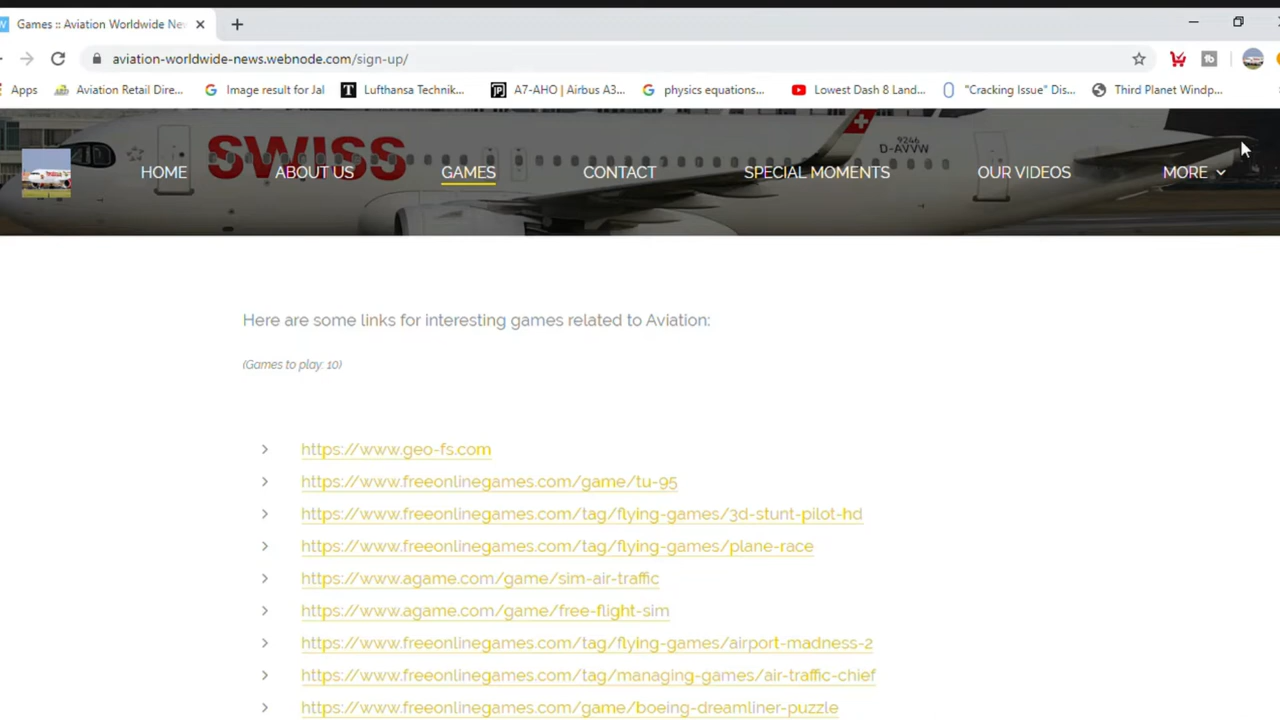 Games :: Aviation Worldwide Nev
aviation-worldwide-news.webnode.com/sign-up/
Apps Aviation Retail Dire... Image result for Jal Lufthansa Technik... A7-AHO | Airbus A3... physics equations... Lowest Dash 8 Land... "Cracking Issue" Dis... Third Planet Windp...
SWISS
9246
D-AVVW
HOME ABOUT US GAMES CONTACT SPECIAL MOMENTS OUR VIDEOS MORE
Here are some links for interesting games related to Aviation:
(Games to play: 10)
https://www.geo-fs.com
https://www.freeonlinegames.com/game/tu-95
https://www.freeonlinegames.com/tag/flying-games/3d-stunt-pilot-hd
https://www.freeonlinegames.com/tag/flying-games/plane-race
https://www.agame.com/game/sim-air-traffic
https://www.agame.com/game/free-flight-sim
https://www.freeonlinegames.com/tag/flying-games/airport-madness-2
https://www.freeonlinegames.com/tag/managing-games/air-traffic-chief
https://www.freeonlinegames.com/game/boeing-dreamliner-puzzle